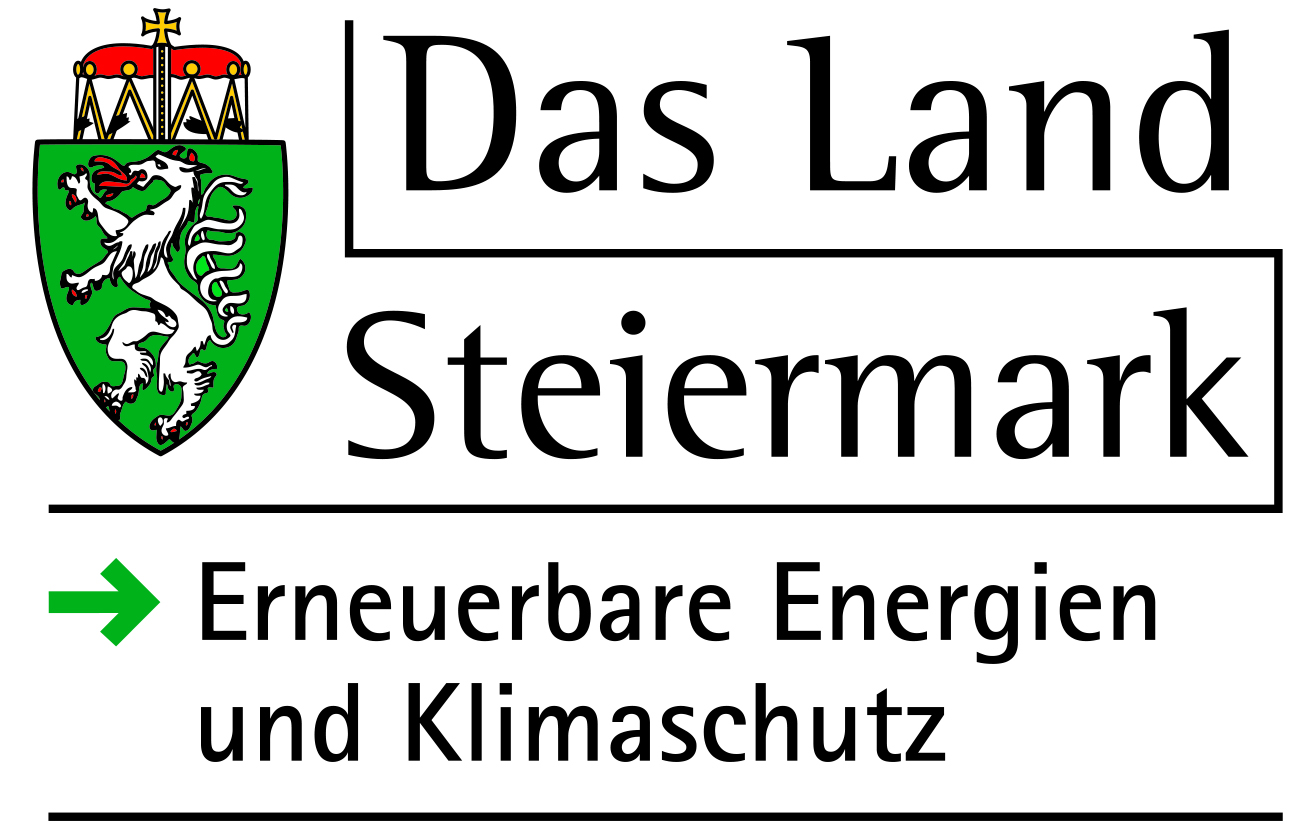 Das Land
Steiermark
Erneuerbare Energien
und Klimaschutz